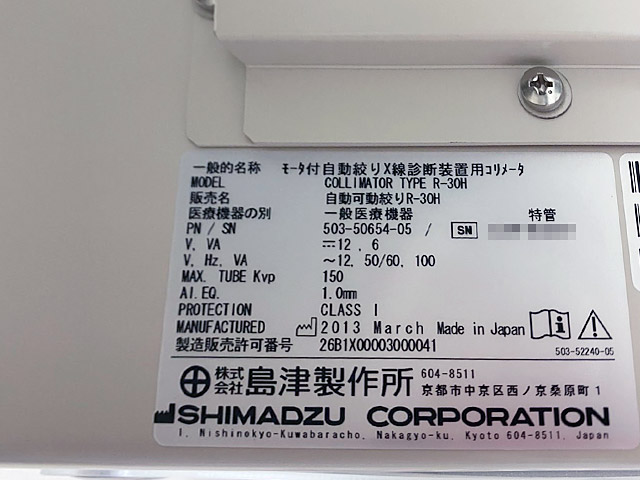 一般的名称 モータ付自動絞りX線診断装置用コリメータ
MODEL COLLIMATOR TYPE R-30H
販売名 自動可動絞りR-30H
医療機器の別 一般医療機器 特管
PN / SN 503-50654-05 / SN
V, VA ⎓12, 6
V, Hz, VA ~12, 50/60, 100
MAX. TUBE Kvp 150
Al.EQ. 1.0mm
PROTECTION CLASS I
MANUFACTURED 2013 March Made in Japan
製造販売許可番号 26B1X00003000041
503-52240-05
株式会社 島津製作所 604-8511
京都市中京区西ノ京桑原町1
SHIMADZU CORPORATION
1, Nishinokyo-Kuwabaracho, Nakagyo-ku, Kyoto 604-8511, Japan